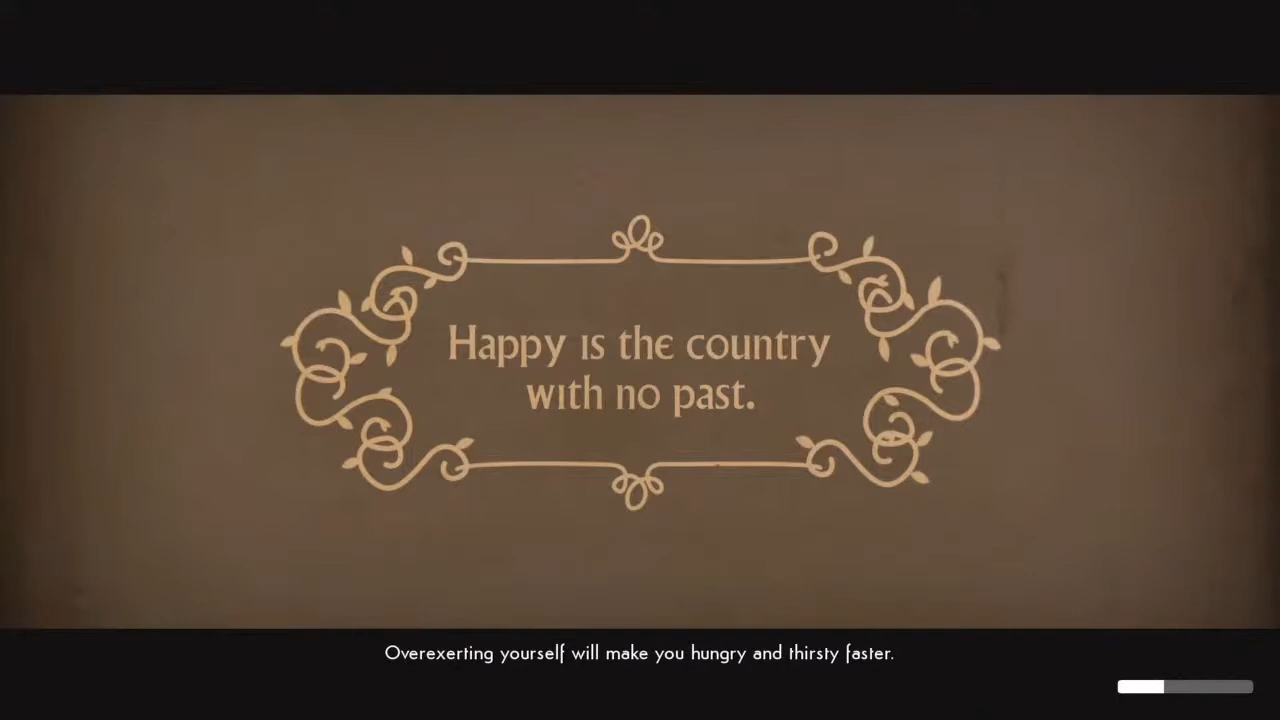 Happy is the country
with no past.
Overexerting yourself will make you hungry and thirsty faster.